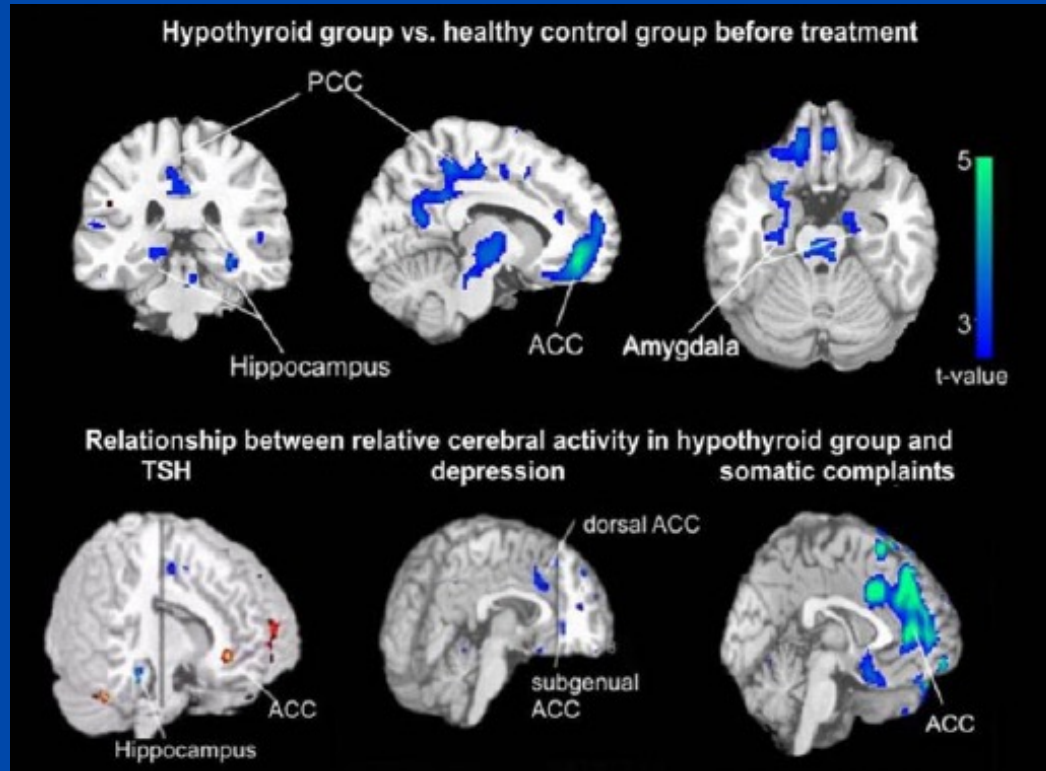 Hypothyroid group vs. healthy control group before treatment
PCC
Hippocampus
ACC
Amygdala
5
3
t-value
Relationship between relative cerebral activity in hypothyroid group and
TSH
depression
somatic complaints
dorsal ACC
subgenual
ACC
ACC
Hippocampus
ACC